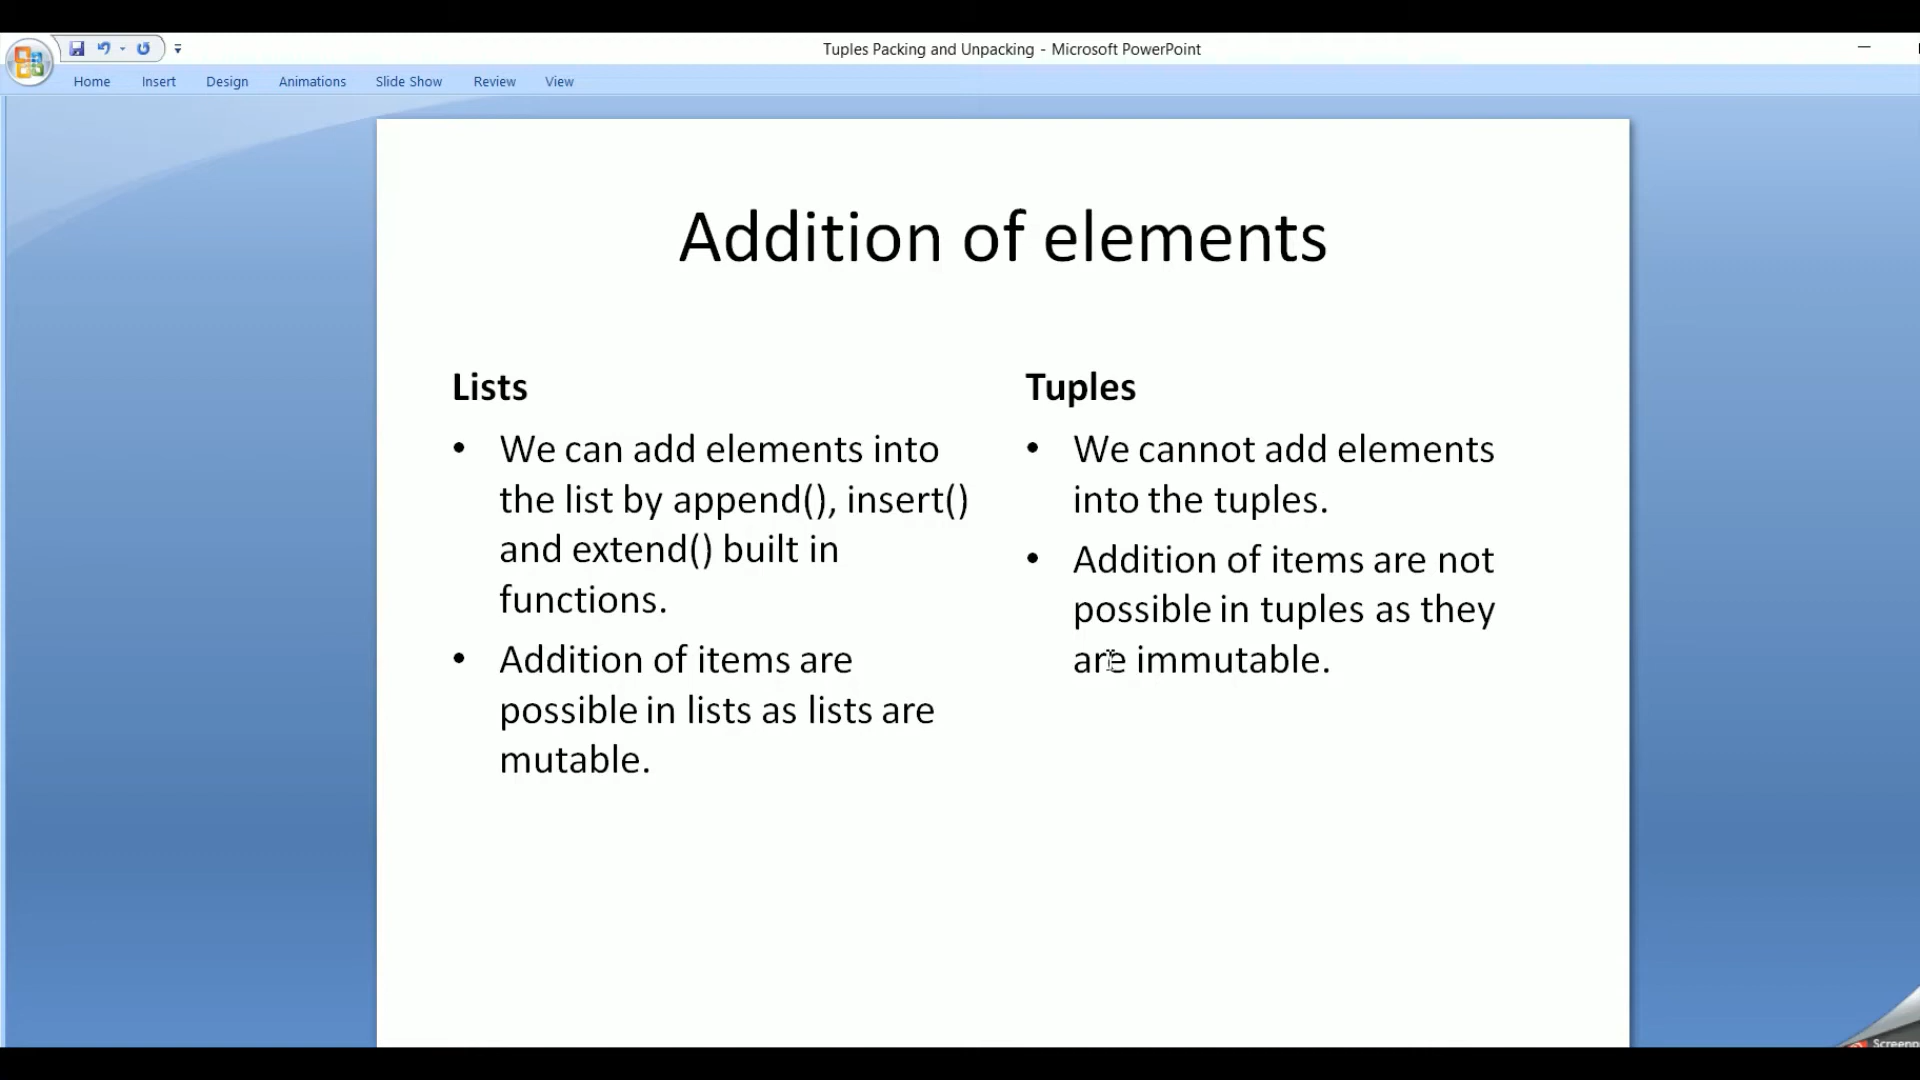 Tuples Packing and Unpacking - Microsoft PowerPoint
Home Insert Design Animations Slide Show Review View
Addition of elements
Lists
• We can add elements into
the list by append(), insert()
and extend() built in
functions.
• Addition of items are
possible in lists as lists are
mutable.
Tuples
• We cannot add elements
into the tuples.
• Addition of items are not
possible in tuples as they
are immutable.